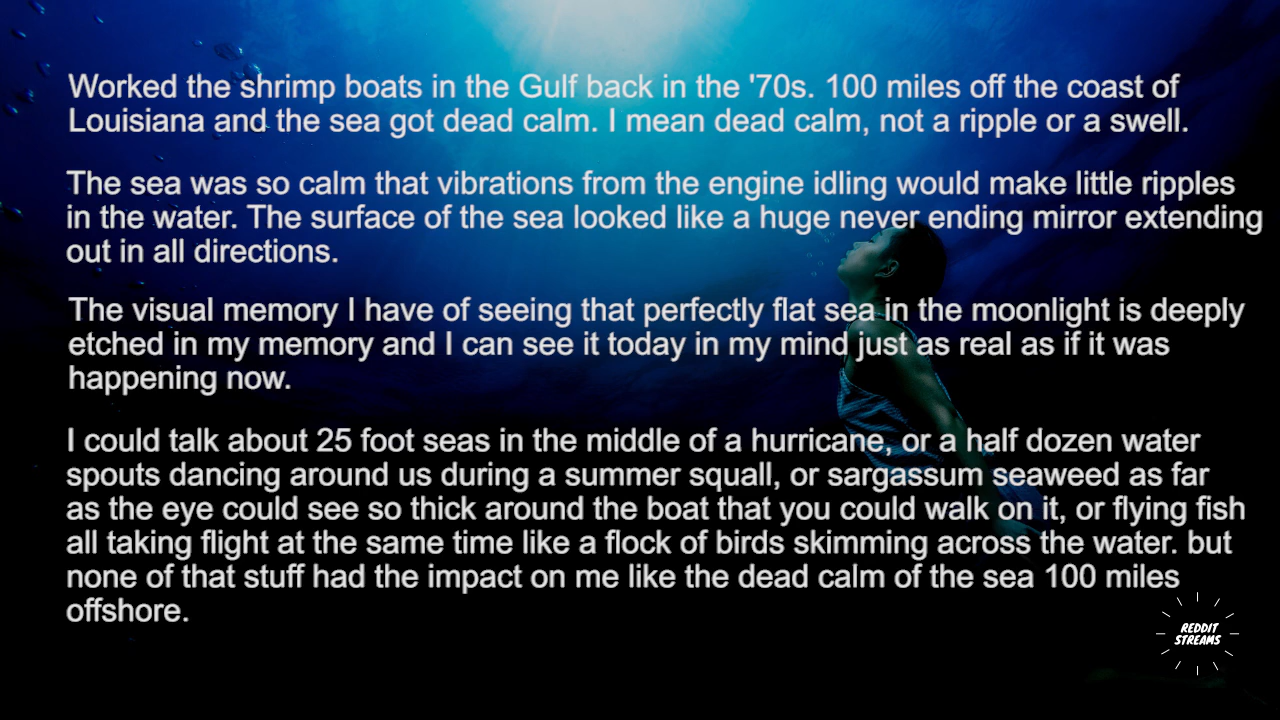 Worked the shrimp boats in the Gulf back in the '70s. 100 miles off the coast of
Louisiana and the sea got dead calm. I mean dead calm, not a ripple or a swell.
The sea was so calm that vibrations from the engine idling would make little ripples
in the water. The surface of the sea looked like a huge never ending mirror extending
out in all directions.
The visual memory I have of seeing that perfectly flat sea in the moonlight is deeply
etched in my memory and I can see it today in my mind just as real as if it was
happening now.
I could talk about 25 foot seas in the middle of a hurricane, or a half dozen water
spouts dancing around us during a summer squall, or sargassum seaweed as far
as the eye could see so thick around the boat that you could walk on it, or flying fish
all taking flight at the same time like a flock of birds skimming across the water. but
none of that stuff had the impact on me like the dead calm of the sea 100 miles
offshore.
REDDIT
STREAMS